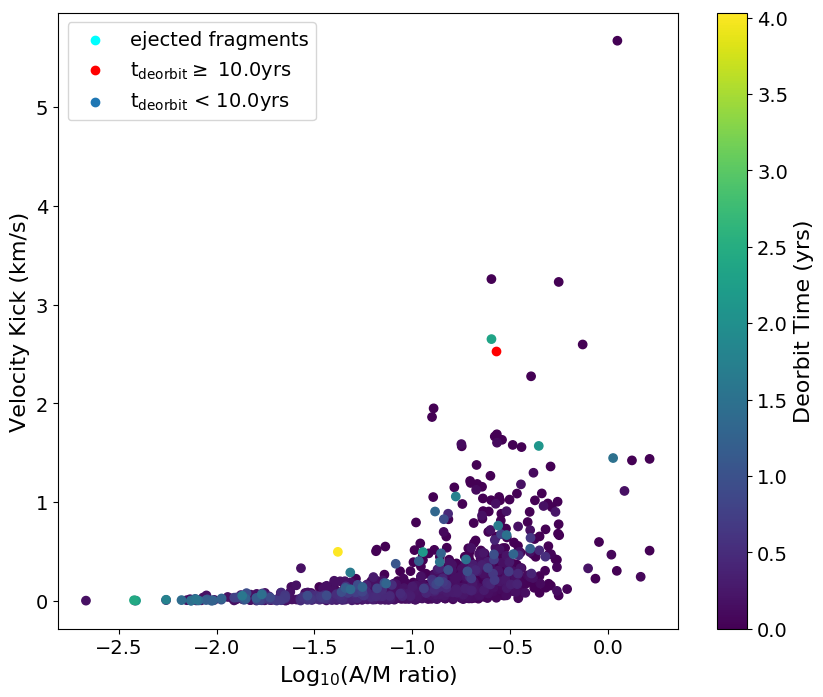 ejected fragments
t_deorbit ≥ 10.0yrs
t_deorbit < 10.0yrs
Velocity Kick (km/s)
5
4
3
2
1
0
−2.5 −2.0 −1.5 −1.0 −0.5 0.0
Log₁₀(A/M ratio)
4.0
3.5
3.0
2.5
2.0
1.5
1.0
0.5
0.0
Deorbit Time (yrs)